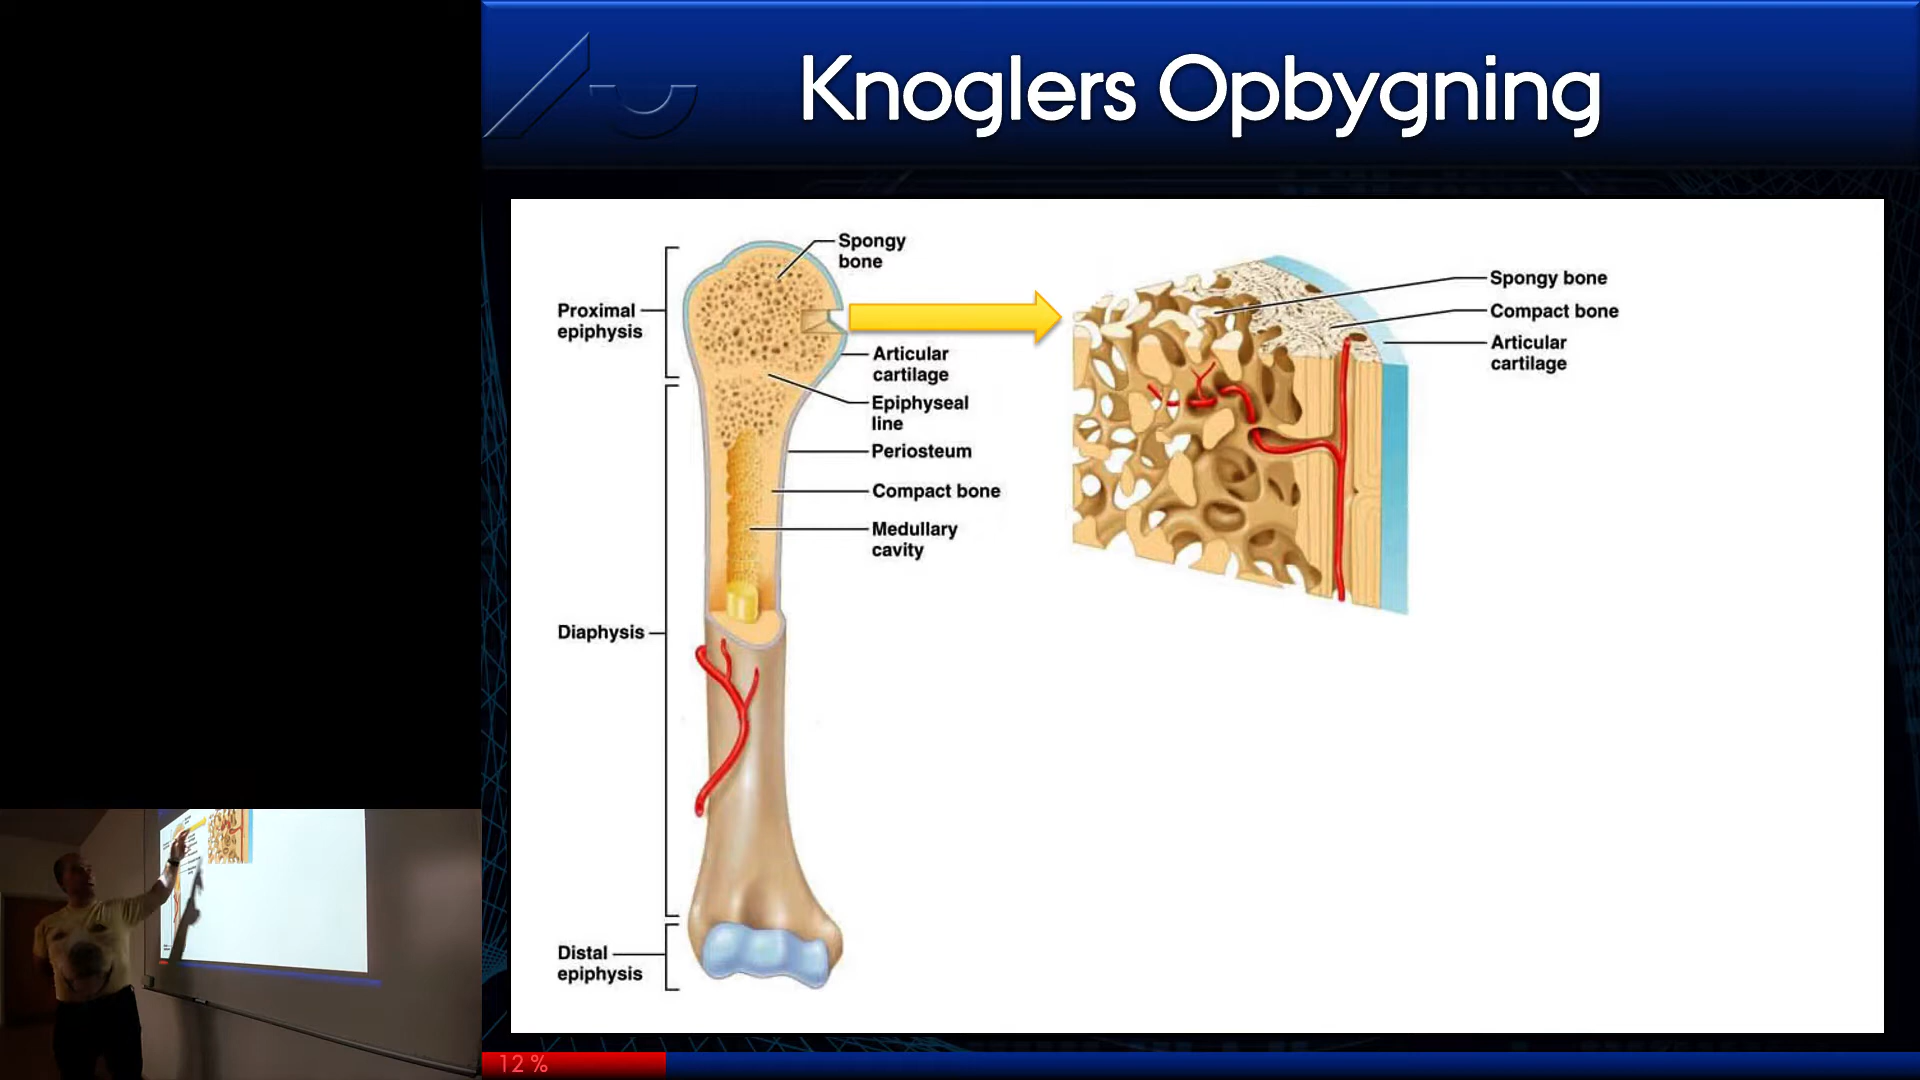 Knoglers Opbygning
Spongy
bone
Proximal
epiphysis
Articular
cartilage
Epiphyseal
line
Periosteum
Compact bone
Medullary
cavity
Diaphysis
Distal
epiphysis
Spongy bone
Compact bone
Articular
cartilage
12 %